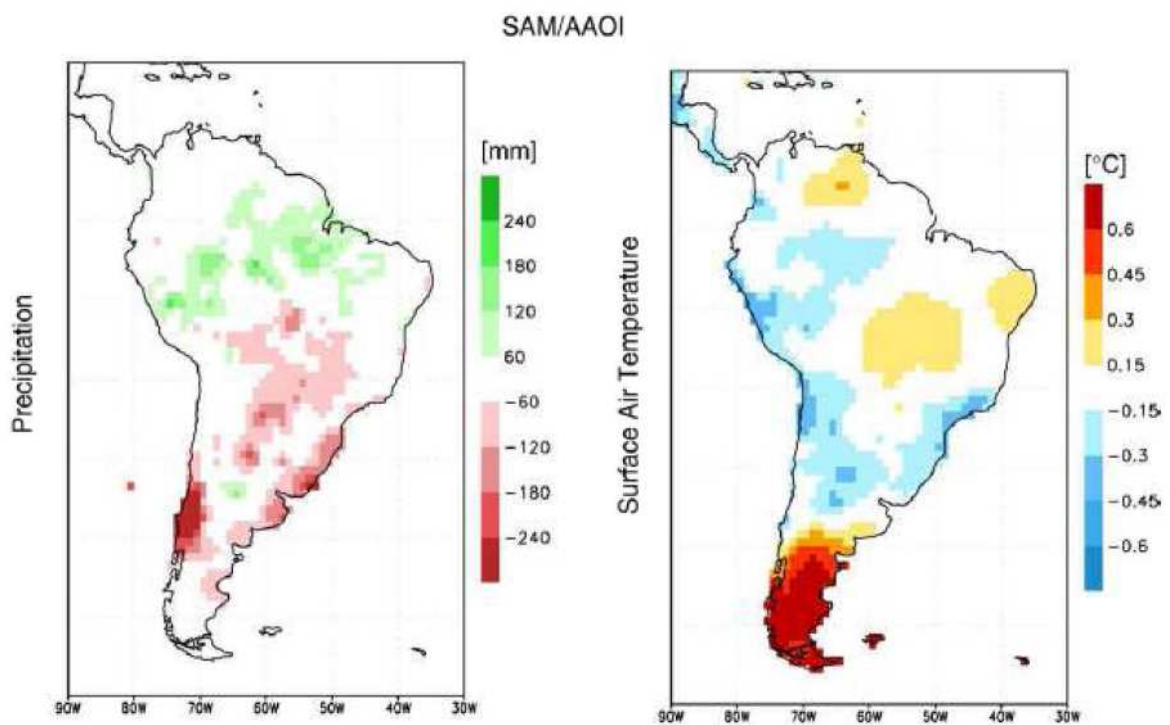 SAM/AAOI
Precipitation
[mm]
240
180
120
60
-60
-120
-180
-240
90W 80W 70W 60W 50W 40W 30W
Surface Air Temperature
[°C]
0.6
0.45
0.3
0.15
-0.15
-0.3
-0.45
-0.6
90W 80W 70W 60W 50W 40W 30W